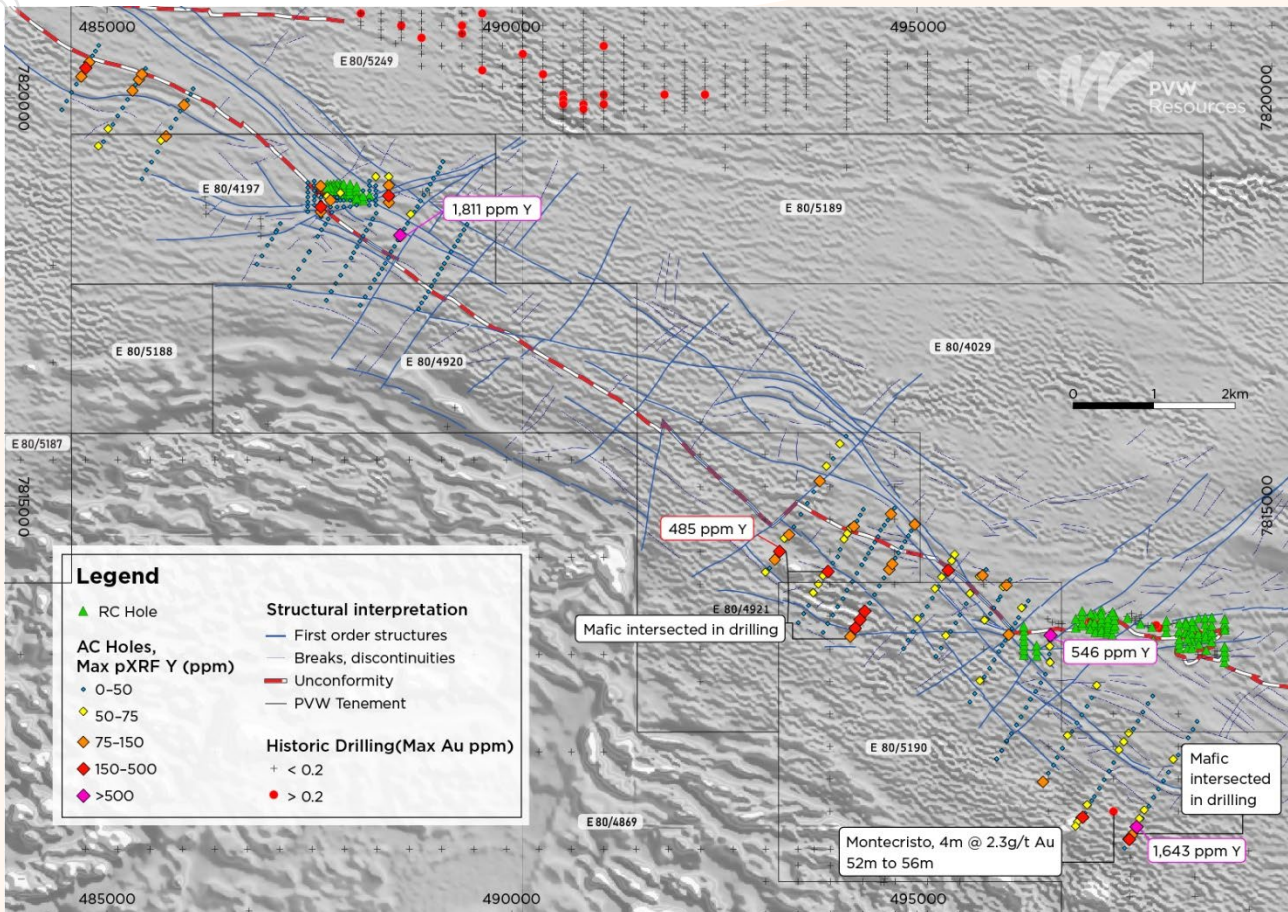 485000
490000
495000
E 80/5249
PVW
Resources
7820000
7820000
E 80/4197
1,811 ppm Y
E 80/5189
E 80/5188
E 80/4920
E 80/4029
0 1 2km
E 80/5187
7815000
7815000
485 ppm Y
E 80/4921
Mafic intersected in drilling
546 ppm Y
E 80/5190
Mafic
intersected
in drilling
E 80/4869
Montecristo, 4m @ 2.3g/t Au
52m to 56m
1,643 ppm Y
Legend
RC Hole
AC Holes,
Max pXRF Y (ppm)
0-50
50-75
75-150
150-500
>500
Structural interpretation
First order structures
Breaks, discontinuities
Unconformity
PVW Tenement
Historic Drilling(Max Au ppm)
< 0.2
> 0.2
485000
490000
495000